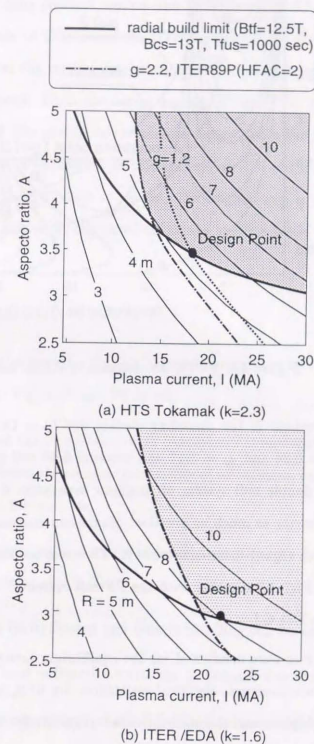 radial build limit (Btf=12.5T,
Bcs=13T, Tfus=1000 sec)
g=2.2, ITER89P(HFAC=2)
5
4.5
4
3.5
3
2.5
Aspecto ratio, A
5
g=1.2
10
8
7
6
Design Point
4 m
3
5 10 15 20 25 30
Plasma current, I (MA)
(a) HTS Tokamak (k=2.3)
5
4.5
4
3.5
3
2.5
Aspecto ratio, A
10
8
7
6
R = 5 m
4
Design Point
5 10 15 20 25 30
Plasma current, I (MA)
(b) ITER /EDA (k=1.6)